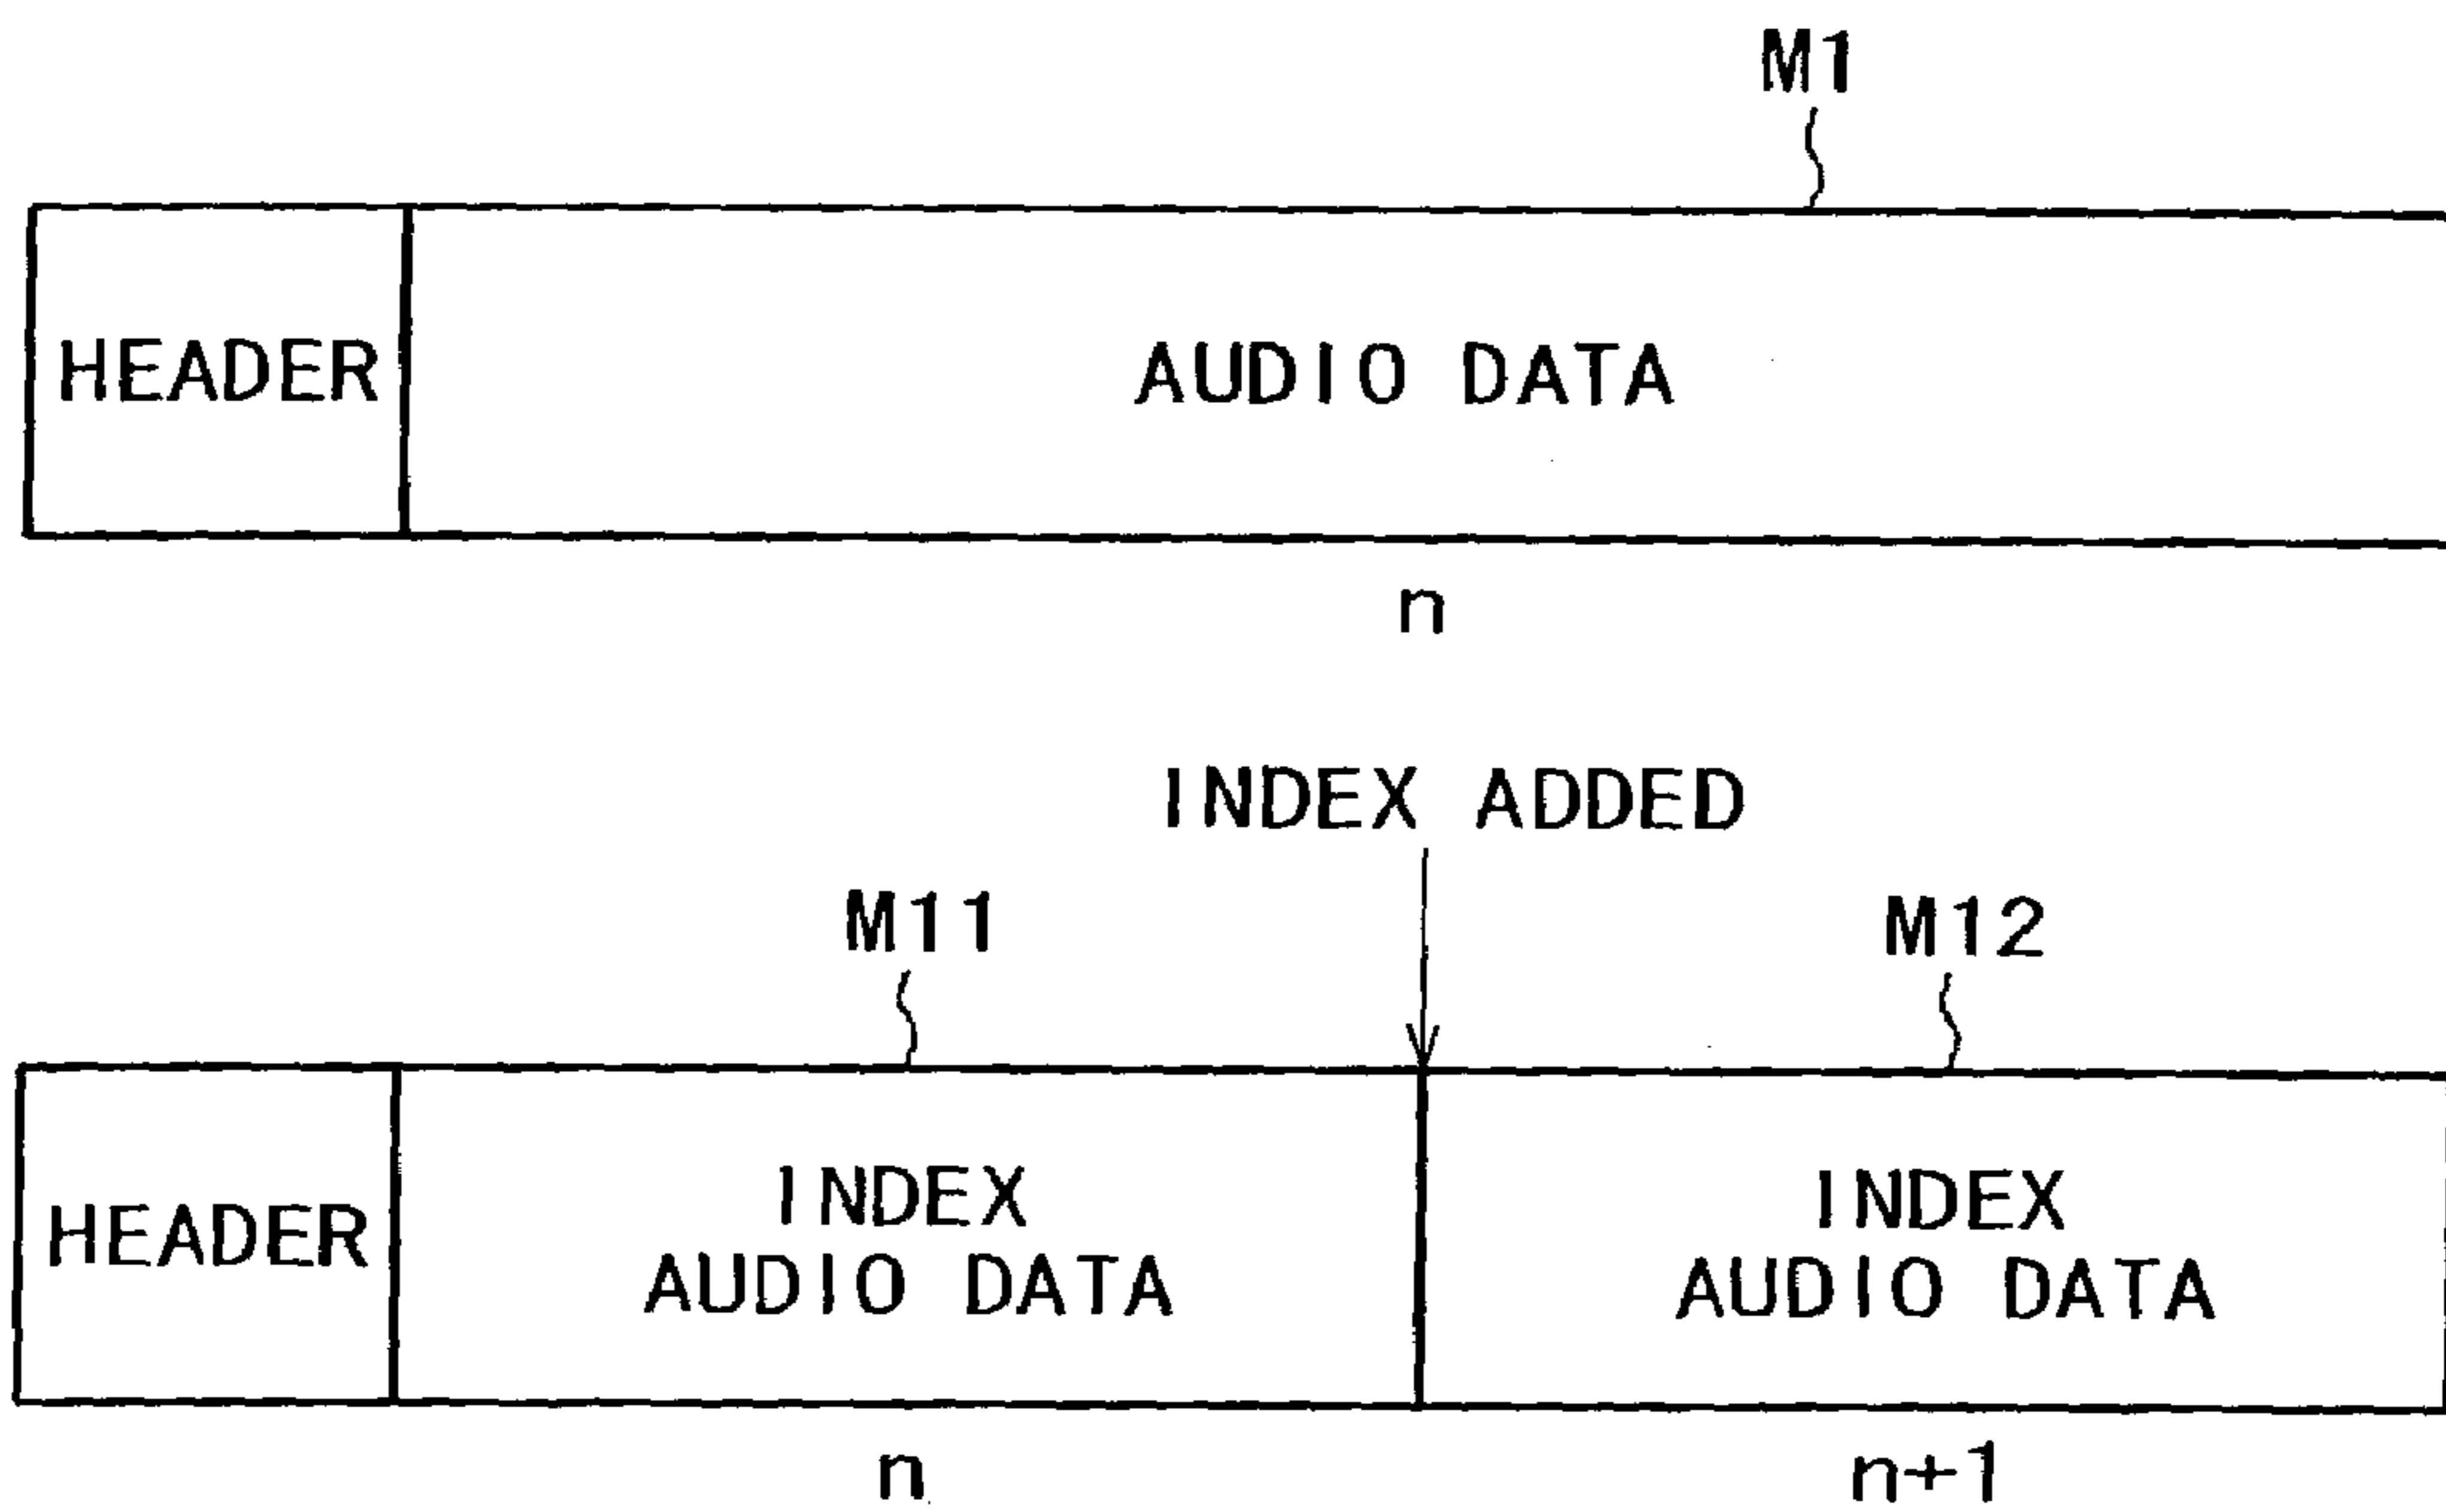 M1
HEADER AUDIO DATA
n
INDEX ADDED
M11 M12
HEADER
INDEX
AUDIO DATA
INDEX
AUDIO DATA
n n+1